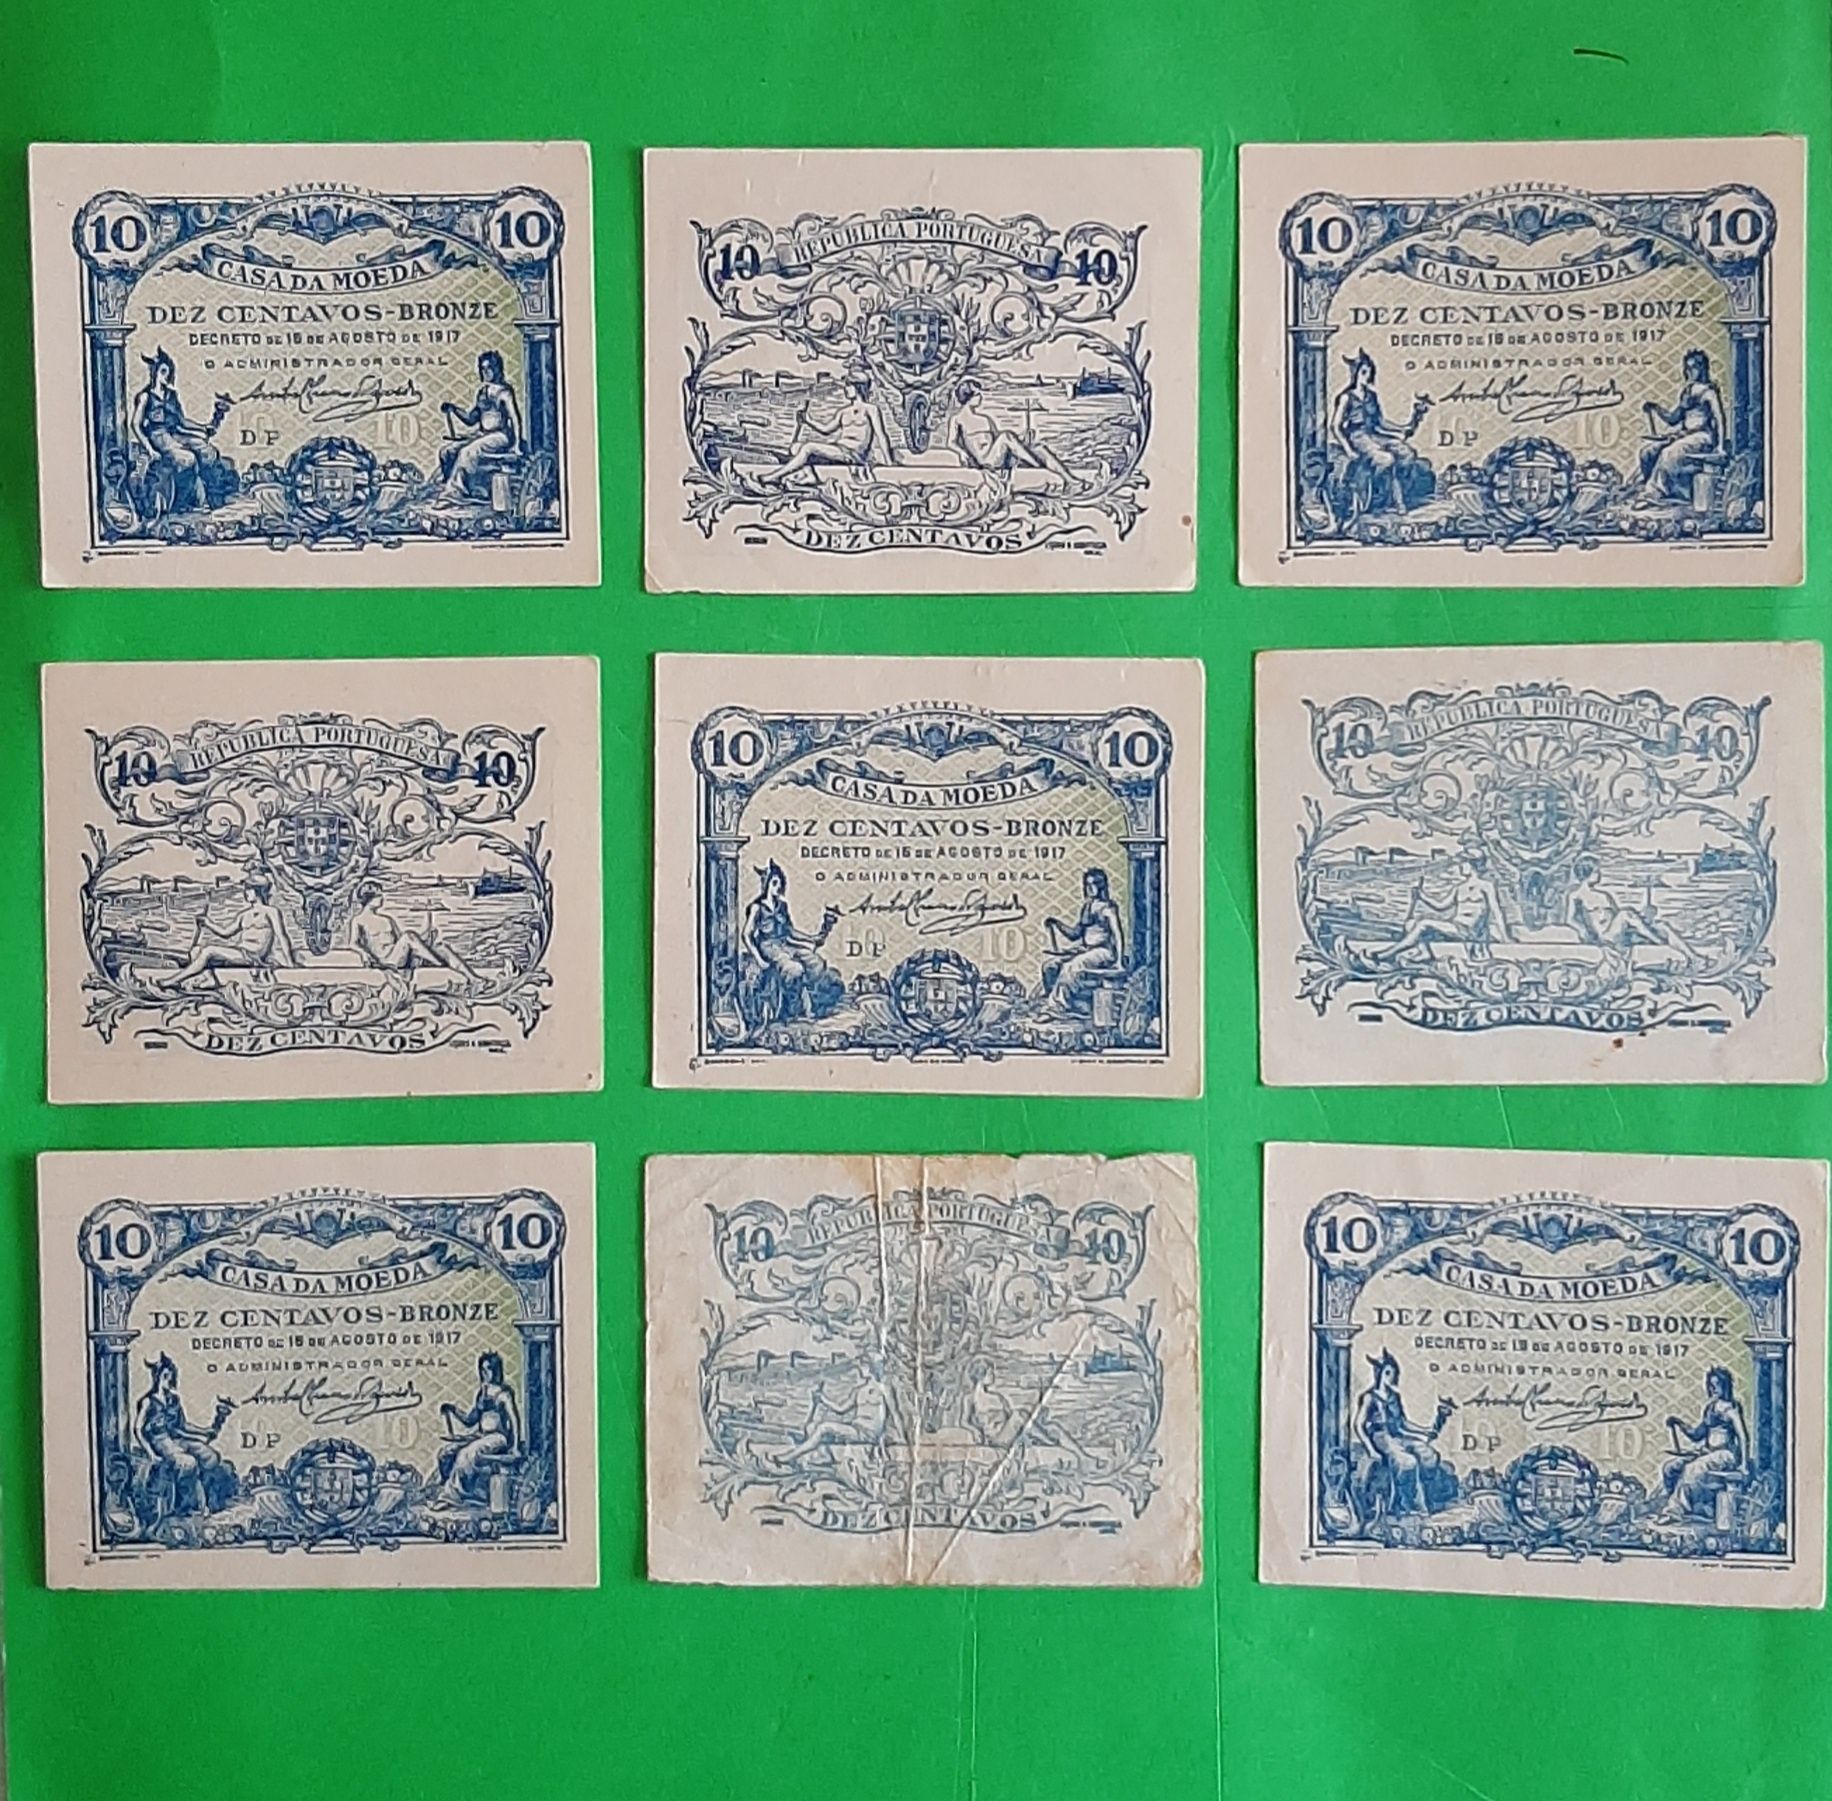 10 10
CASA DA MOEDA
DEZ CENTAVOS-BRONZE
DECRETO DE 15 DE AGOSTO DE 1917
O ADMINISTRADOR GERAL
DP 10
10 REPUBLICA PORTUGUESA 10
DEZ CENTAVOS
10 10
CASA DA MOEDA
DEZ CENTAVOS-BRONZE
DECRETO DE 15 DE AGOSTO DE 1917
O ADMINISTRADOR GERAL
DP 10
10 REPUBLICA PORTUGUESA 10
DEZ CENTAVOS
10 10
CASA DA MOEDA
DEZ CENTAVOS-BRONZE
DECRETO DE 15 DE AGOSTO DE 1917
O ADMINISTRADOR GERAL
DP 10
10 REPUBLICA PORTUGUESA 10
DEZ CENTAVOS
10 10
CASA DA MOEDA
DEZ CENTAVOS-BRONZE
DECRETO DE 15 DE AGOSTO DE 1917
O ADMINISTRADOR GERAL
DP 10
10 REPUBLICA PORTUGUESA 10
DEZ CENTAVOS
10 10
CASA DA MOEDA
DEZ CENTAVOS-BRONZE
DECRETO DE 15 DE AGOSTO DE 1917
O ADMINISTRADOR GERAL
DP 10